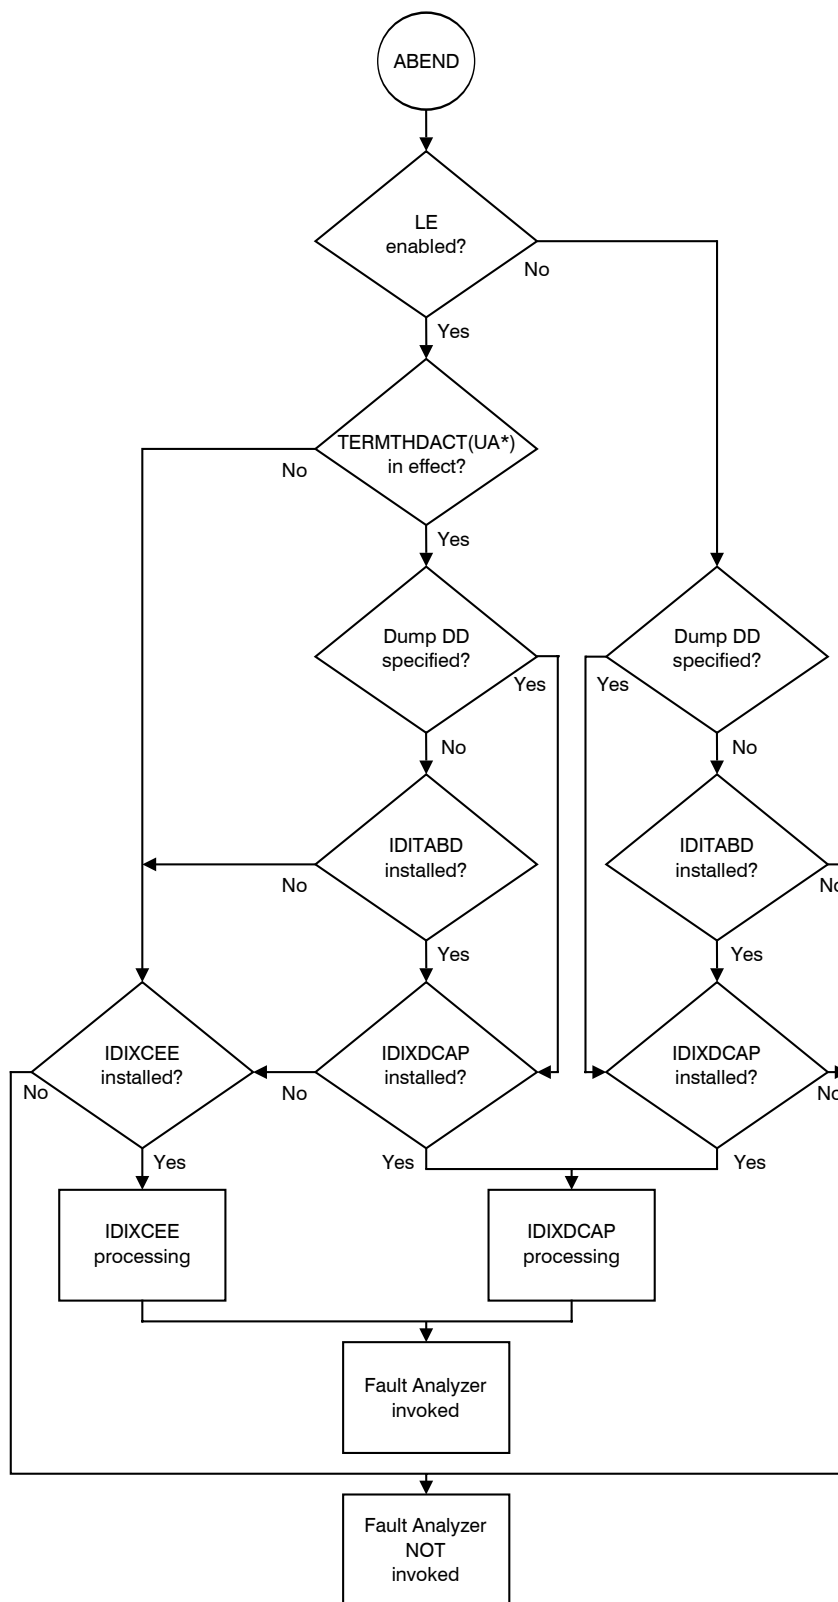 ABEND
LE
enabled?
No
Yes
TERMTHDACT(UA*)
in effect?
No
Yes
Dump DD
specified?
Yes
No
Dump DD
specified?
Yes
No
IDITABD
installed?
No
Yes
IDITABD
installed?
No
Yes
IDIXCEE
installed?
No
Yes
IDIXDCAP
installed?
No
Yes
IDIXDCAP
installed?
No
Yes
IDIXCEE
processing
IDIXDCAP
processing
Fault Analyzer
invoked
Fault Analyzer
NOT
invoked